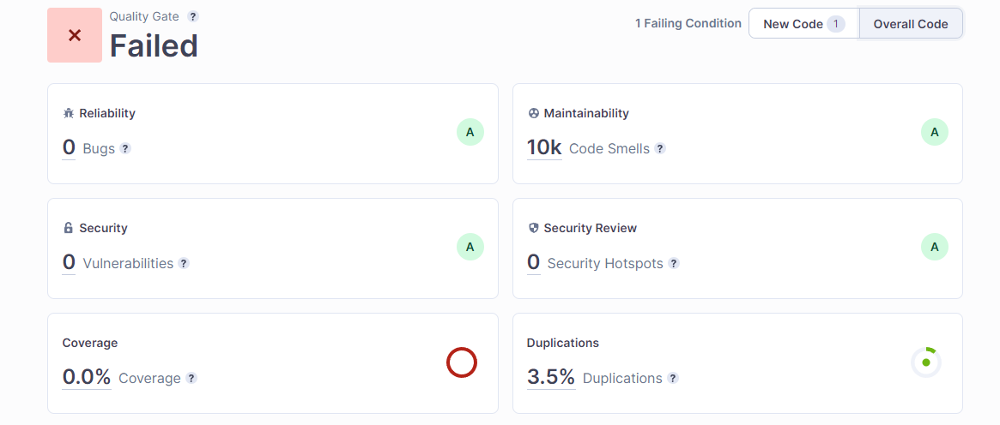 Quality Gate ?
Failed
1 Failing Condition
New Code 1
Overall Code
Reliability
0 Bugs ?
A
Maintainability
10k Code Smells ?
A
Security
0 Vulnerabilities ?
A
Security Review
0 Security Hotspots ?
A
Coverage
0.0% Coverage ?
Duplications
3.5% Duplications ?